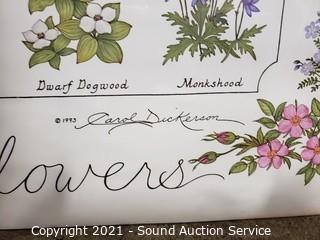 Dwarf Dogwood Monkshood
© 1993 Carol Dickerson
lowers
Copyright 2021 - Sound Auction Service